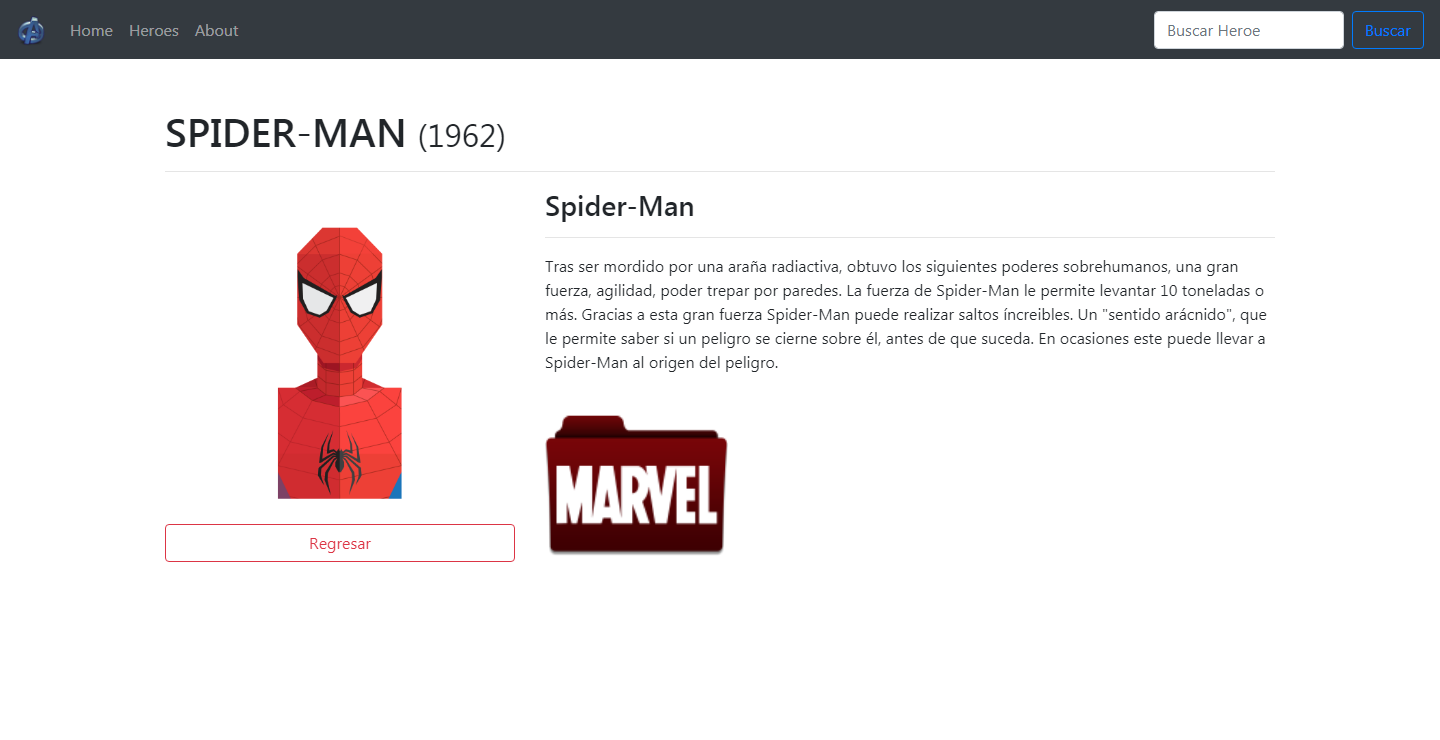 Home Heroes About Buscar Heroe Buscar
SPIDER-MAN (1962)
Spider-Man
Tras ser mordido por una araña radiactiva, obtuvo los siguientes poderes sobrehumanos, una gran
fuerza, agilidad, poder trepar por paredes. La fuerza de Spider-Man le permite levantar 10 toneladas o
más. Gracias a esta gran fuerza Spider-Man puede realizar saltos íncreibles. Un "sentido arácnido", que
le permite saber si un peligro se cierne sobre él, antes de que suceda. En ocasiones este puede llevar a
Spider-Man al origen del peligro.
MARVEL
Regresar